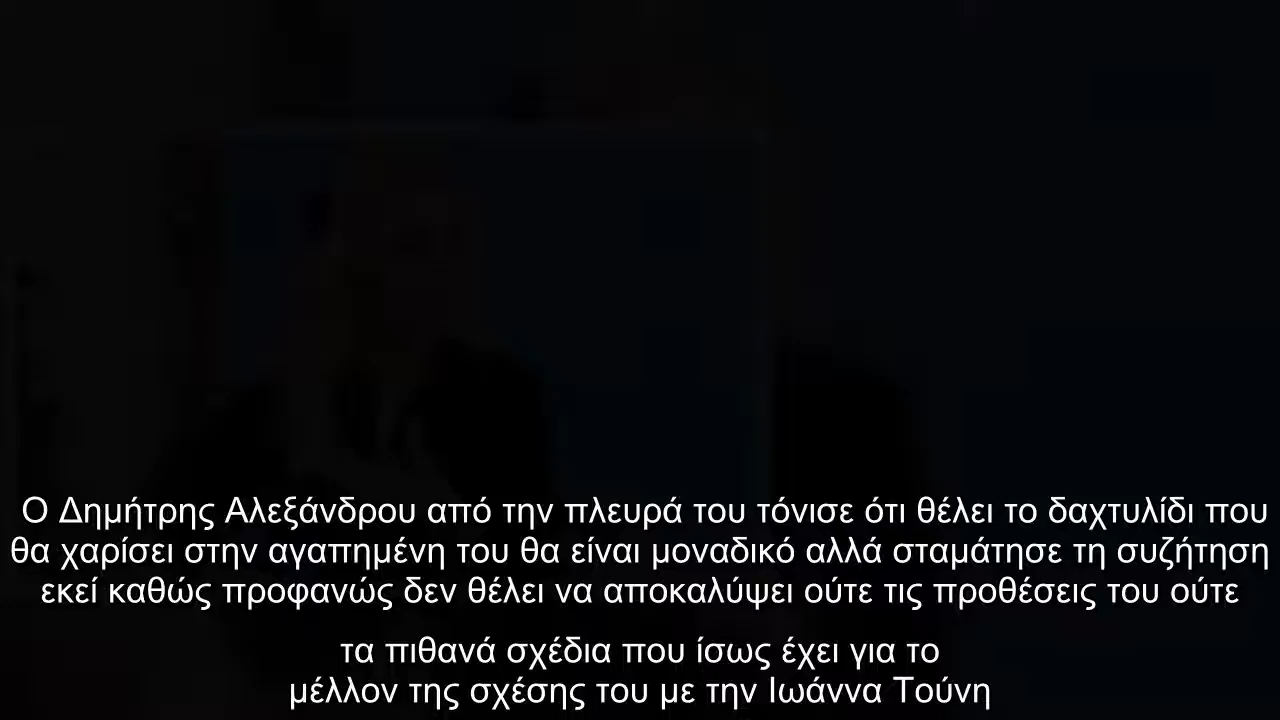 Ο Δημήτρης Αλεξάνδρου από την πλευρά του τόνισε ότι θέλει το δαχτυλίδι που
θα χαρίσει στην αγαπημένη του θα είναι μοναδικό αλλά σταμάτησε τη συζήτηση
εκεί καθώς προφανώς δεν θέλει να αποκαλύψει ούτε τις προθέσεις του ούτε
τα πιθανά σχέδια που ίσως έχει για το
μέλλον της σχέσης του με την Ιωάννα Τούνη